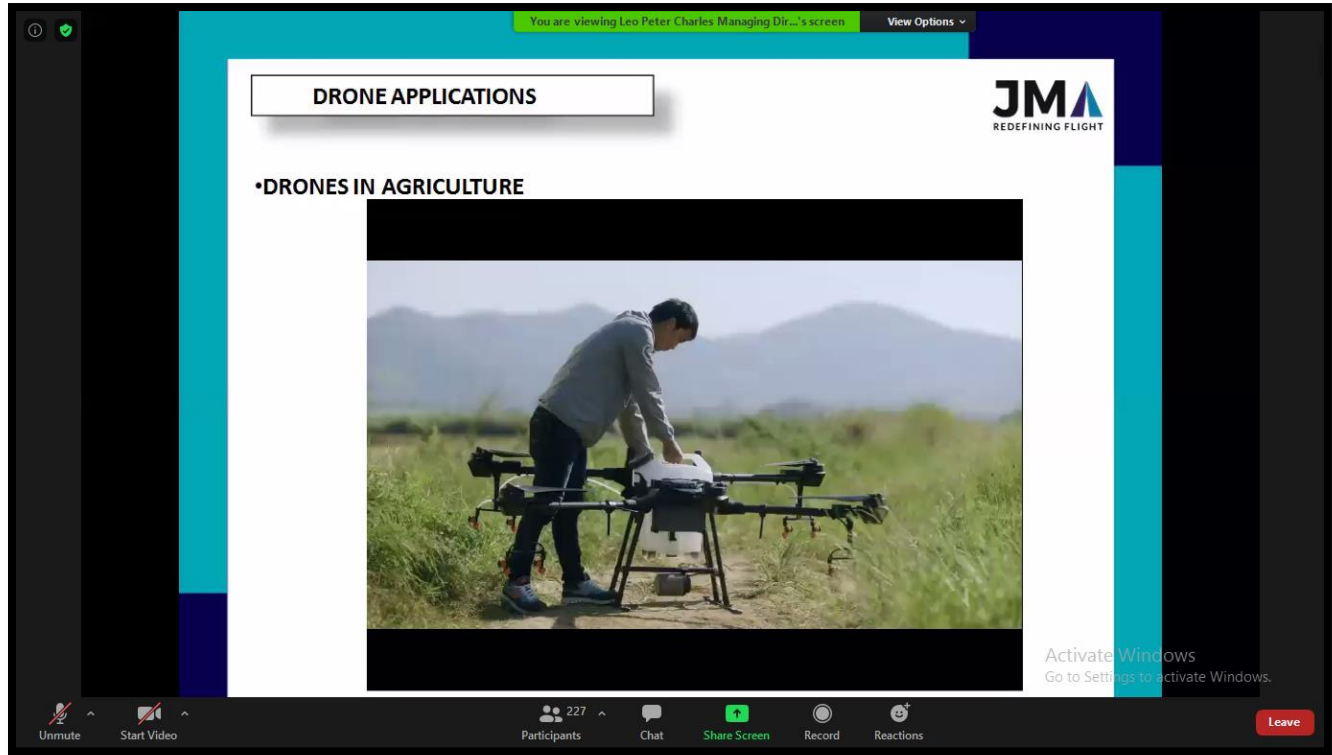 You are viewing Leo Peter Charles Managing Dir...'s screen
View Options
DRONE APPLICATIONS
JMA
REDEFINING FLIGHT
•DRONES IN AGRICULTURE
Activate Windows
Go to Settings to activate Windows.
Unmute
Start Video
227
Participants
Chat
Share Screen
Record
Reactions
Leave